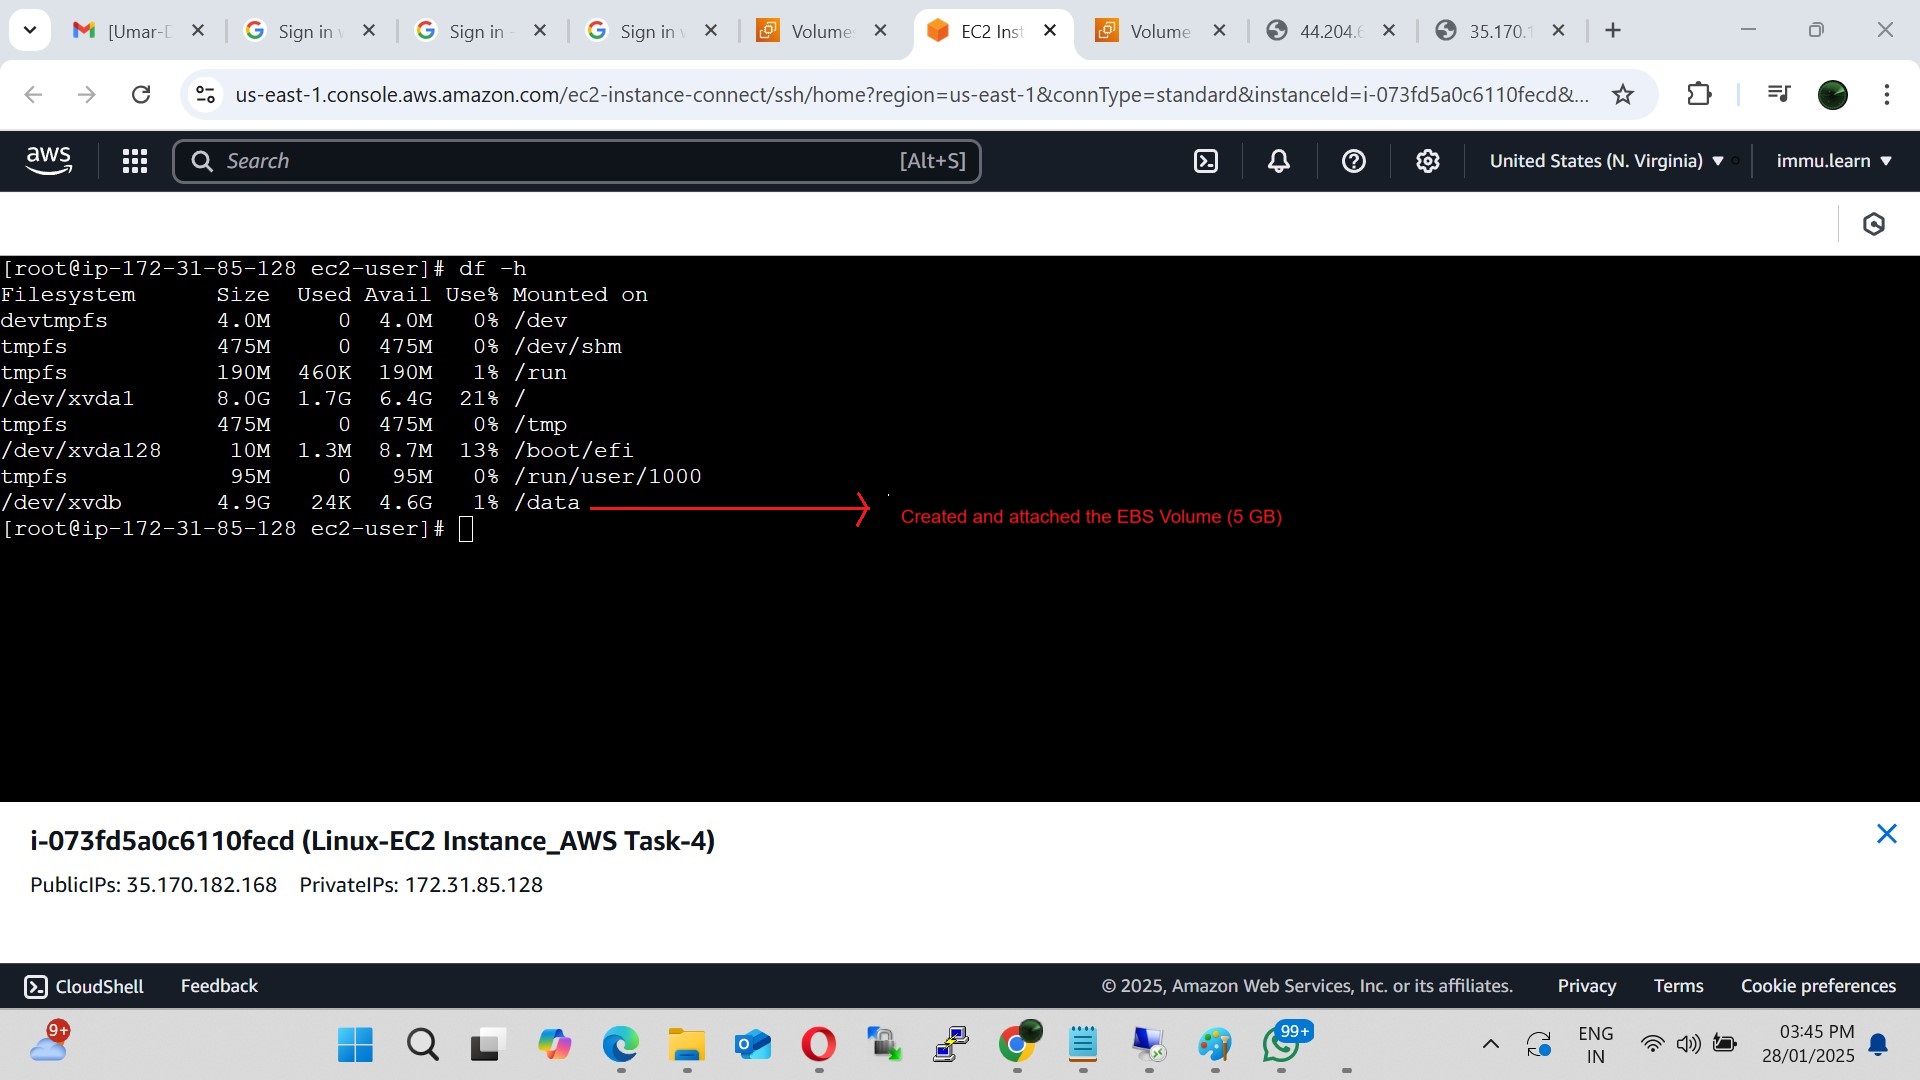 [Umar-D
Sign in w
Sign in -
Sign in w
Volumes
EC2 Inst
Volume
44.204.6
35.170.1
us-east-1.console.aws.amazon.com/ec2-instance-connect/ssh/home?region=us-east-1&connType=standard&instanceId=i-073fd5a0c6110fecd&...
aws
Search [Alt+S]
United States (N. Virginia)
immu.learn
[root@ip-172-31-85-128 ec2-user]# df -h
Filesystem Size Used Avail Use% Mounted on
devtmpfs 4.0M 0 4.0M 0% /dev
tmpfs 475M 0 475M 0% /dev/shm
tmpfs 190M 460K 190M 1% /run
/dev/xvda1 8.0G 1.7G 6.4G 21% /
tmpfs 475M 0 475M 0% /tmp
/dev/xvda128 10M 1.3M 8.7M 13% /boot/efi
tmpfs 95M 0 95M 0% /run/user/1000
/dev/xvdb 4.9G 24K 4.6G 1% /data
Created and attached the EBS Volume (5 GB)
[root@ip-172-31-85-128 ec2-user]#
i-073fd5a0c6110fecd (Linux-EC2 Instance_AWS Task-4)
PublicIPs: 35.170.182.168 PrivateIPs: 172.31.85.128
CloudShell
Feedback
© 2025, Amazon Web Services, Inc. or its affiliates.
Privacy
Terms
Cookie preferences
9+
99+
ENG
IN
03:45 PM
28/01/2025